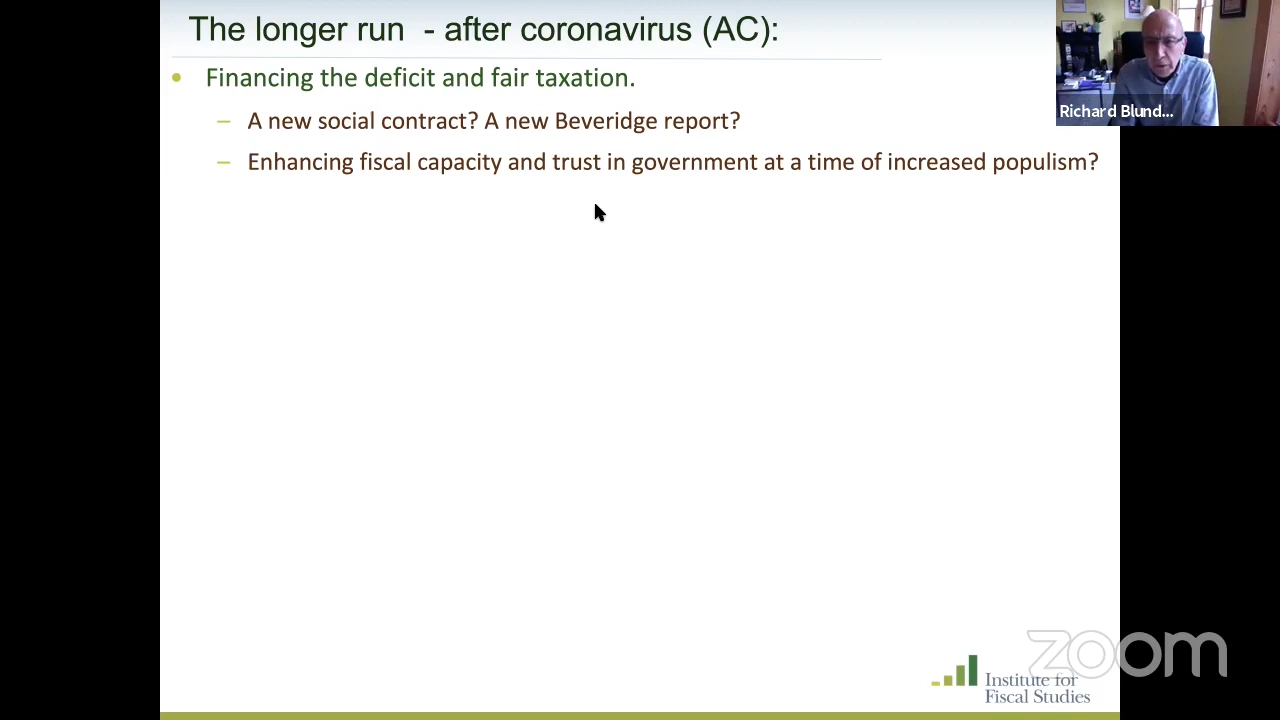 The longer run - after coronavirus (AC):
• Financing the deficit and fair taxation.
– A new social contract? A new Beveridge report?
– Enhancing fiscal capacity and trust in government at a time of increased populism?
Richard Blund...
zoom
Institute for
Fiscal Studies